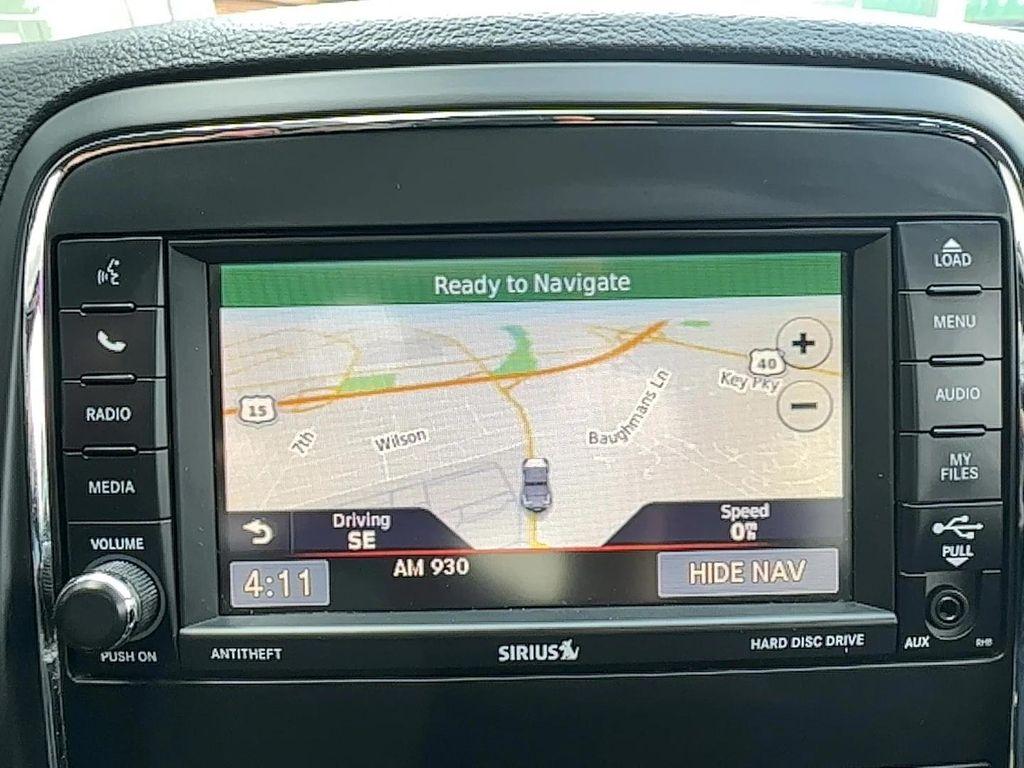 Ready to Navigate
LOAD
MENU
AUDIO
MY
FILES
PULL
AUX
RHB
RADIO
MEDIA
VOLUME
PUSH ON
40
Key Pky
15
7th
Wilson
Baughmans Ln
+
−
Driving
SE
Speed
0
4:11
AM 930
HIDE NAV
ANTITHEFT
SIRIUS
HARD DISC DRIVE